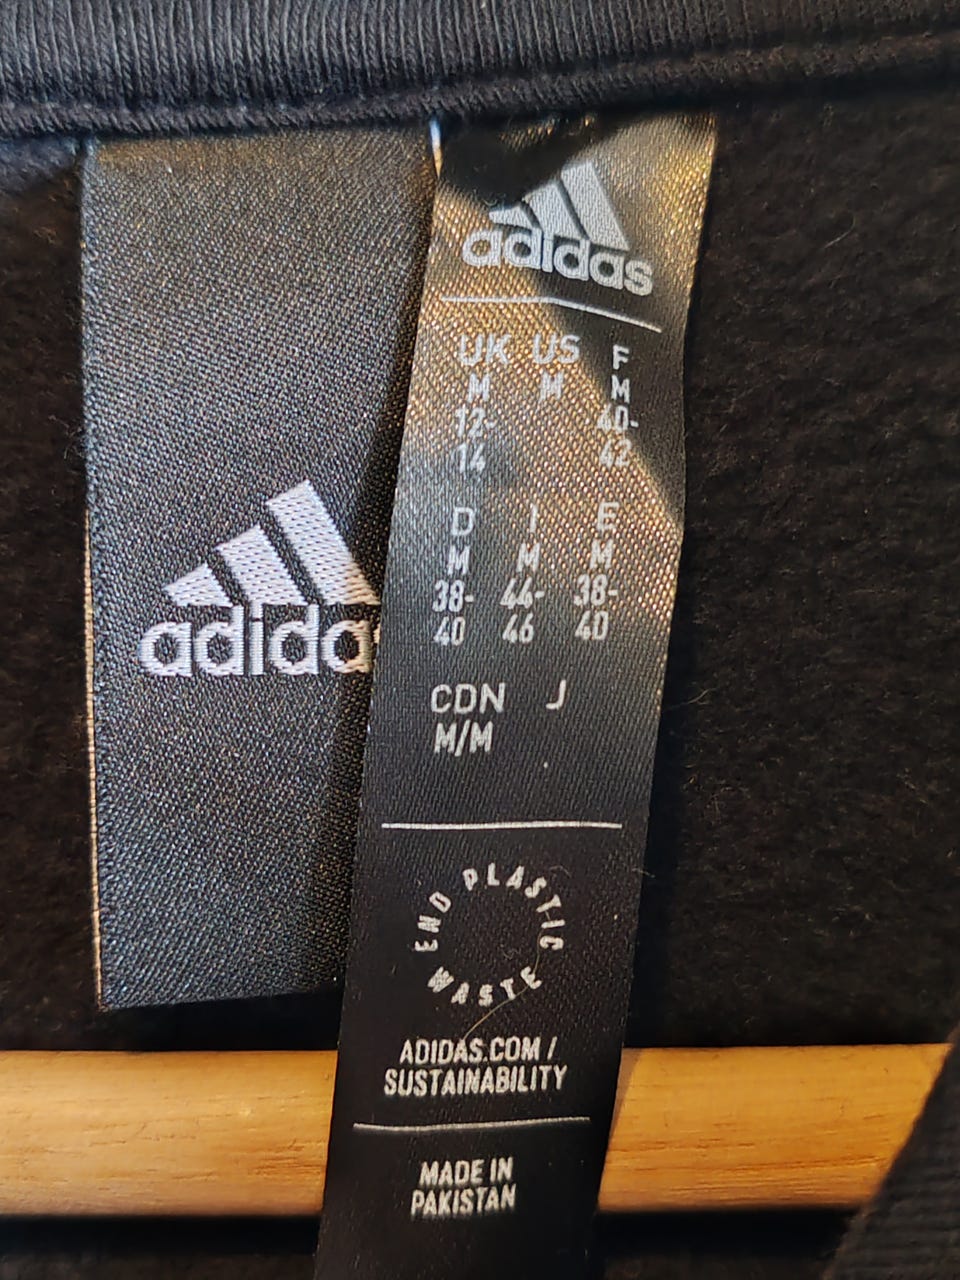 adidas
adidas
UK US F
M M M
12- 40-
14 42
D I E
M M M
38- 44- 38-
40 46 40
CDN J
M/M -
END PLASTIC WASTE
ADIDAS.COM /
SUSTAINABILITY
MADE IN
PAKISTAN